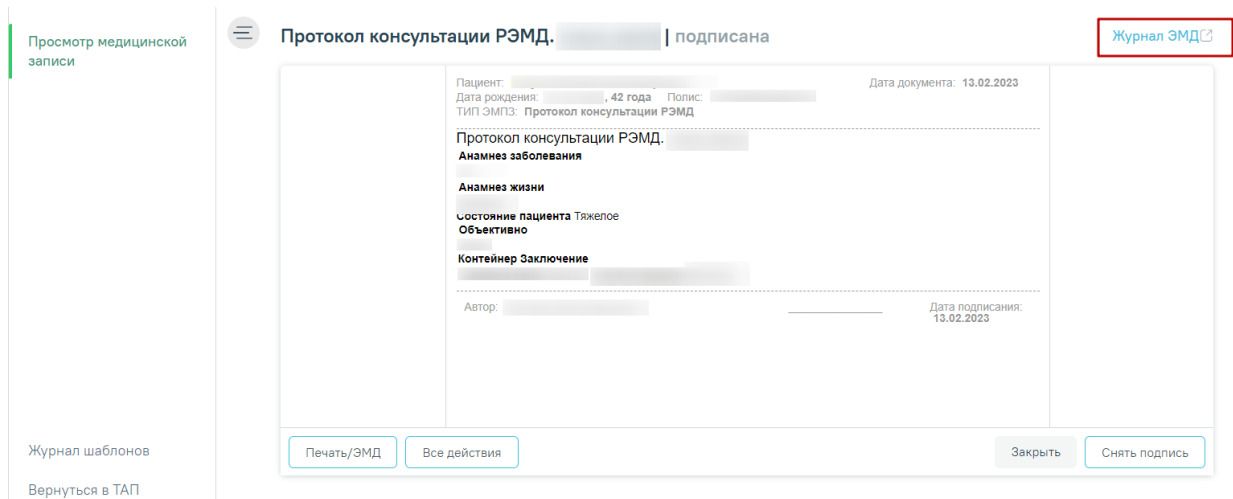 Просмотр медицинской
записи
Протокол консультации РЭМД. | подписана
Журнал ЭМД
Пациент: Дата документа: 13.02.2023
Дата рождения: , 42 года Полис:
ТИП ЭМПЗ: Протокол консультации РЭМД
Протокол консультации РЭМД.
Анамнез заболевания
Анамнез жизни
Состояние пациента Тяжелое
Объективно
Контейнер Заключение
Автор: Дата подписания:
13.02.2023
Журнал шаблонов
Вернуться в ТАП
Печать/ЭМД
Все действия
Закрыть
Снять подпись